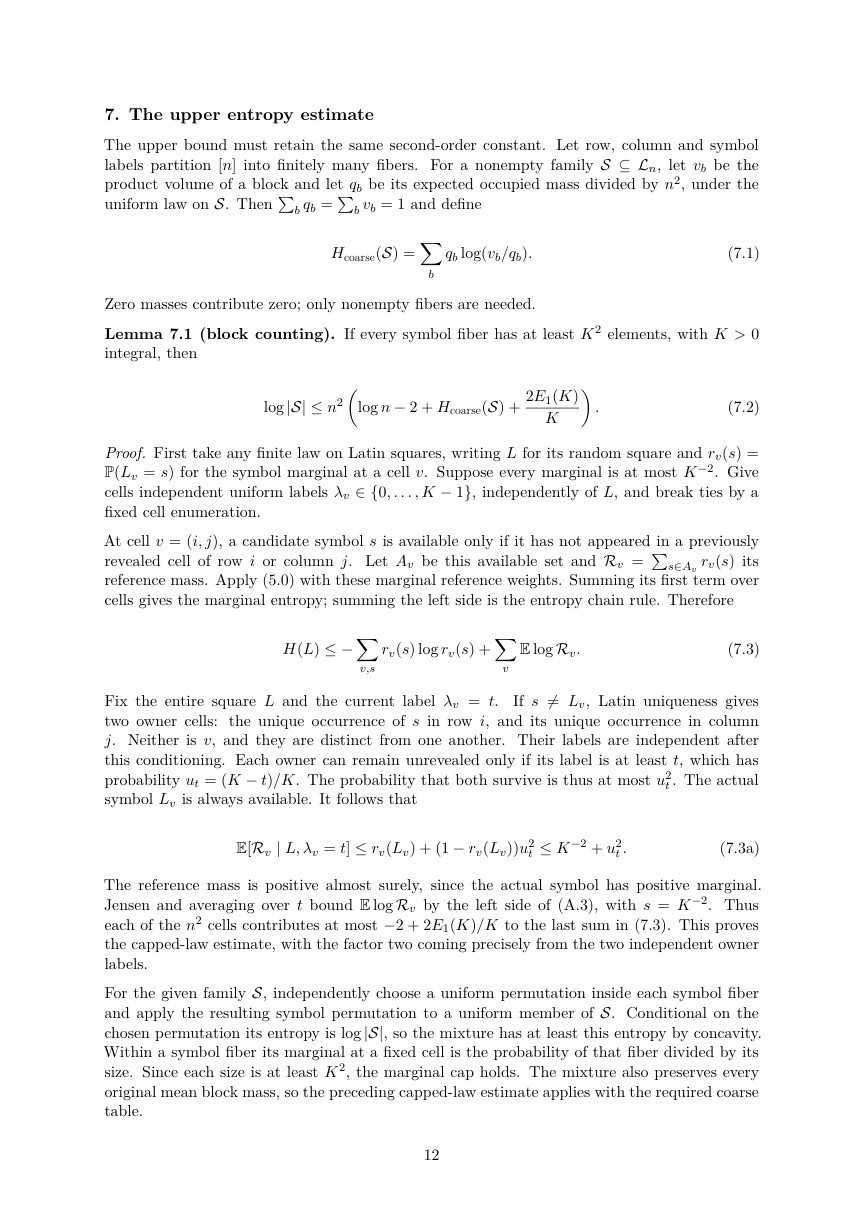 7. The upper entropy estimate
The upper bound must retain the same second-order constant. Let row, column and symbol
labels partition [n] into finitely many fibers. For a nonempty family 𝒮 ⊆ ℒₙ, let v_b be the
product volume of a block and let q_b be its expected occupied mass divided by n², under the
uniform law on 𝒮. Then ∑_b q_b = ∑_b v_b = 1 and define
H_coarse(𝒮) = ∑_b q_b log(v_b/q_b). (7.1)
Zero masses contribute zero; only nonempty fibers are needed.
Lemma 7.1 (block counting). If every symbol fiber has at least K² elements, with K > 0
integral, then
log |𝒮| ≤ n² (log n − 2 + H_coarse(𝒮) + 2E₁(K)/K). (7.2)
Proof. First take any finite law on Latin squares, writing L for its random square and r_v(s) =
ℙ(L_v = s) for the symbol marginal at a cell v. Suppose every marginal is at most K⁻². Give
cells independent uniform labels λ_v ∈ {0, . . . , K − 1}, independently of L, and break ties by a
fixed cell enumeration.
At cell v = (i, j), a candidate symbol s is available only if it has not appeared in a previously
revealed cell of row i or column j. Let A_v be this available set and ℛ_v = ∑_{s∈A_v} r_v(s) its
reference mass. Apply (5.0) with these marginal reference weights. Summing its first term over
cells gives the marginal entropy; summing the left side is the entropy chain rule. Therefore
H(L) ≤ − ∑_{v,s} r_v(s) log r_v(s) + ∑_v 𝔼 log ℛ_v. (7.3)
Fix the entire square L and the current label λ_v = t. If s ≠ L_v, Latin uniqueness gives
two owner cells: the unique occurrence of s in row i, and its unique occurrence in column
j. Neither is v, and they are distinct from one another. Their labels are independent after
this conditioning. Each owner can remain unrevealed only if its label is at least t, which has
probability u_t = (K − t)/K. The probability that both survive is thus at most u_t². The actual
symbol L_v is always available. It follows that
𝔼[ℛ_v | L, λ_v = t] ≤ r_v(L_v) + (1 − r_v(L_v))u_t² ≤ K⁻² + u_t². (7.3a)
The reference mass is positive almost surely, since the actual symbol has positive marginal.
Jensen and averaging over t bound 𝔼 log ℛ_v by the left side of (A.3), with s = K⁻². Thus
each of the n² cells contributes at most −2 + 2E₁(K)/K to the last sum in (7.3). This proves
the capped-law estimate, with the factor two coming precisely from the two independent owner
labels.
For the given family 𝒮, independently choose a uniform permutation inside each symbol fiber
and apply the resulting symbol permutation to a uniform member of 𝒮. Conditional on the
chosen permutation its entropy is log |𝒮|, so the mixture has at least this entropy by concavity.
Within a symbol fiber its marginal at a fixed cell is the probability of that fiber divided by its
size. Since each size is at least K², the marginal cap holds. The mixture also preserves every
original mean block mass, so the preceding capped-law estimate applies with the required coarse
table.
12